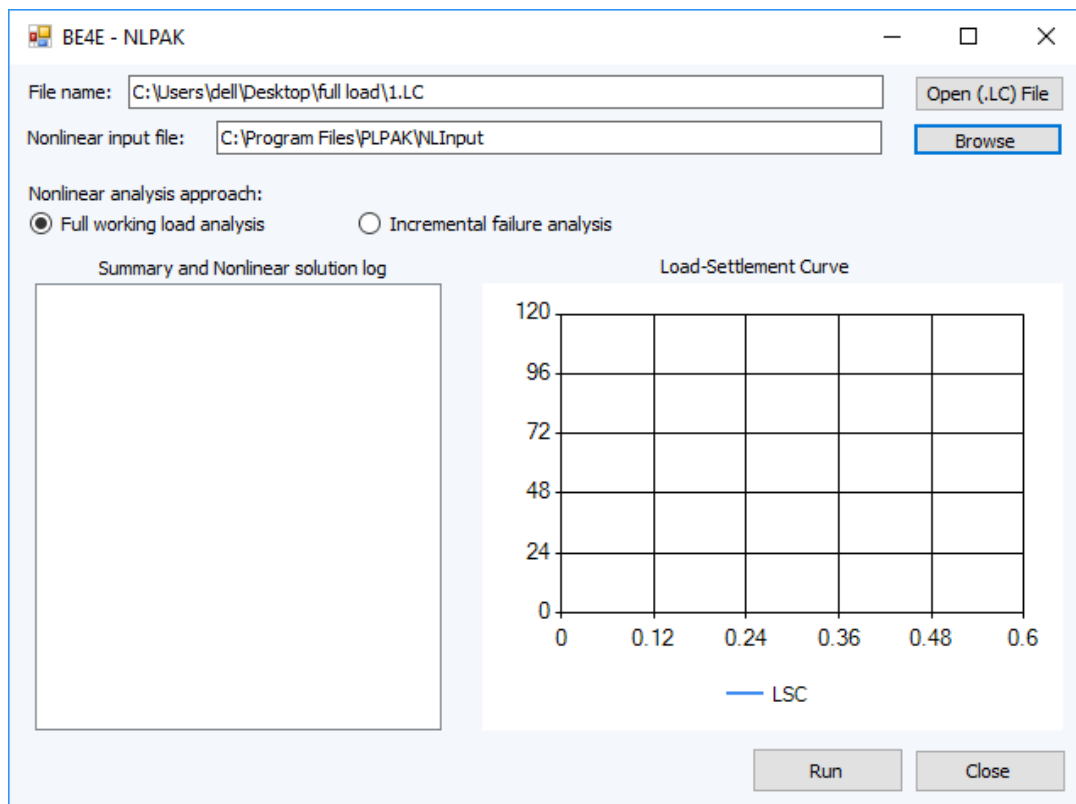 BE4E - NLPAK
File name: C:\Users\dell\Desktop\full load\1.LC Open (.LC) File
Nonlinear input file: C:\Program Files\PLPAK\NLInput Browse
Nonlinear analysis approach:
Full working load analysis Incremental failure analysis
Summary and Nonlinear solution log
Load-Settlement Curve
120
96
72
48
24
0
0 0.12 0.24 0.36 0.48 0.6
LSC
Run Close